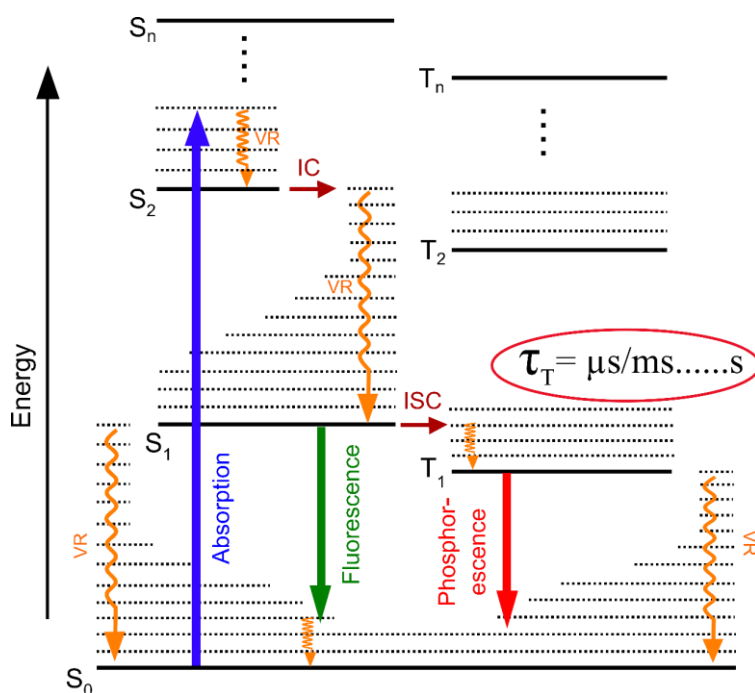 Sn
Tn
VR
IC
S2
T2
VR
τT= μs/ms......s
Energy
ISC
S1
T1
VR
Absorption
Fluorescence
Phosphor-
escence
VR
S0